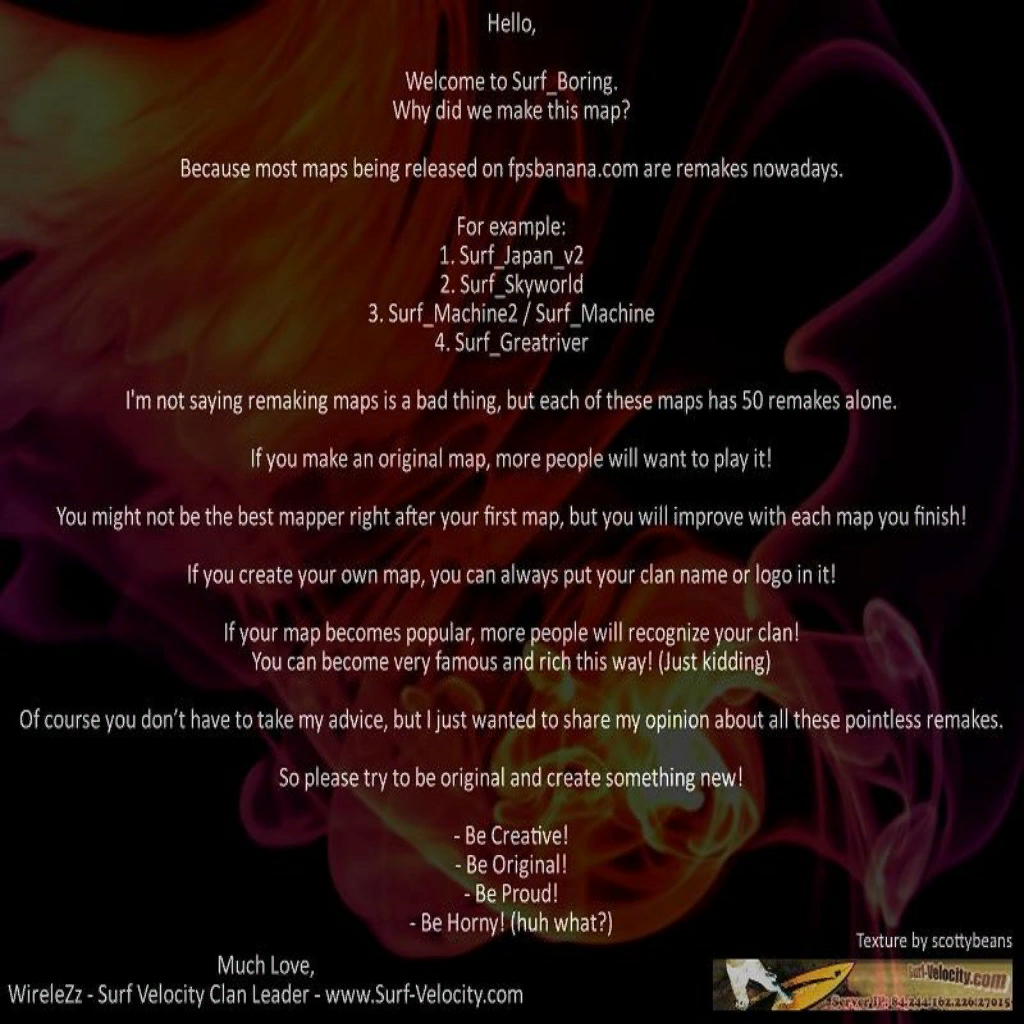 Hello,
Welcome to Surf_Boring.
Why did we make this map?
Because most maps being released on fpsbanana.com are remakes nowadays.
For example:
1. Surf_Japan_v2
2. Surf_Skyworld
3. Surf_Machine2 / Surf_Machine
4. Surf_Greatriver
I'm not saying remaking maps is a bad thing, but each of these maps has 50 remakes alone.
If you make an original map, more people will want to play it!
You might not be the best mapper right after your first map, but you will improve with each map you finish!
If you create your own map, you can always put your clan name or logo in it!
If your map becomes popular, more people will recognize your clan!
You can become very famous and rich this way! (Just kidding)
Of course you don’t have to take my advice, but I just wanted to share my opinion about all these pointless remakes.
So please try to be original and create something new!
- Be Creative!
- Be Original!
- Be Proud!
- Be Horny! (huh what?)
Texture by scottybeans
Much Love,
WireleZz - Surf Velocity Clan Leader - www.Surf-Velocity.com
Surf-Velocity.com
Server IP: 84.244.162.226:27015